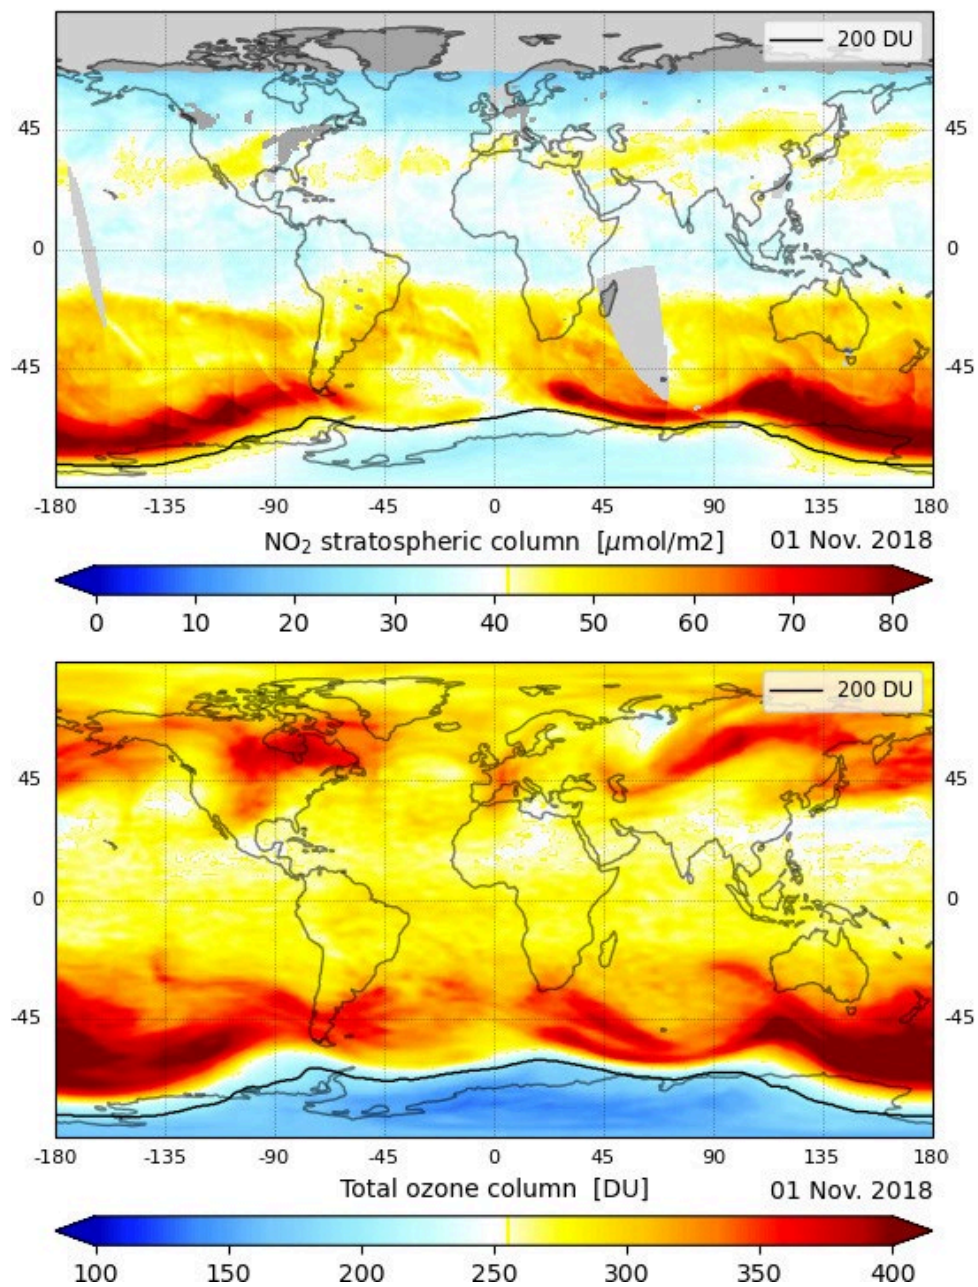 200 DU
45 45
0 0
-45 -45
-180 -135 -90 -45 0 45 90 135 180
NO₂ stratospheric column [μmol/m2] 01 Nov. 2018
0 10 20 30 40 50 60 70 80
200 DU
45 45
0 0
-45 -45
-180 -135 -90 -45 0 45 90 135 180
Total ozone column [DU] 01 Nov. 2018
100 150 200 250 300 350 400